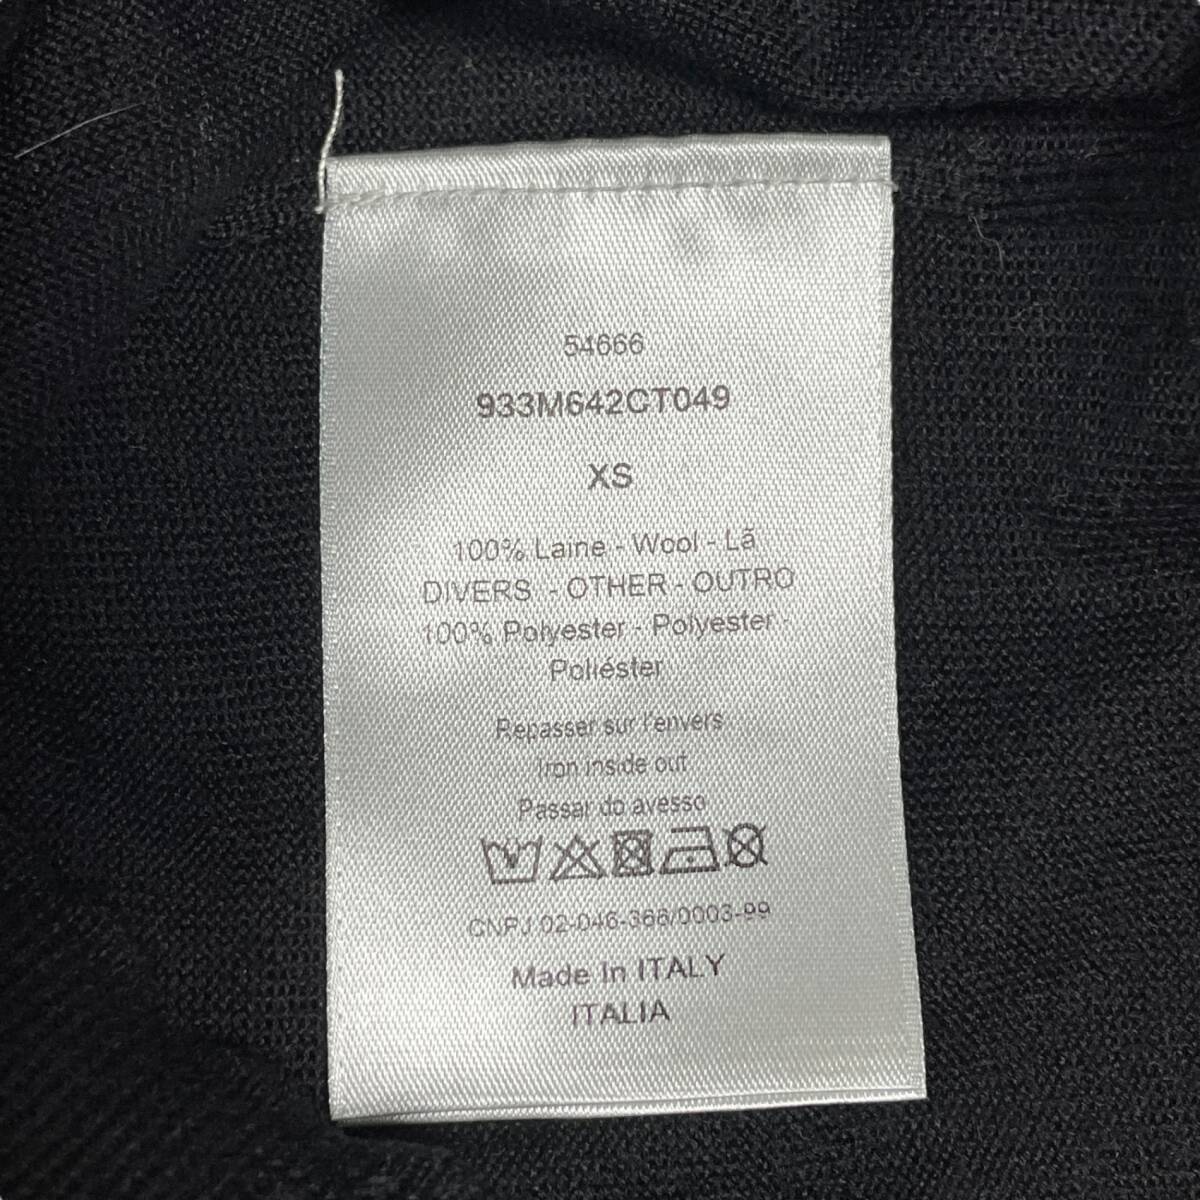 54666
933M642CT049
XS
100% Laine - Wool - Lã
DIVERS - OTHER - OUTRO
100% Polyester - Polyester -
Poliéster
Repasser sur l'envers
Iron inside out
Passar do avesso
CNPJ 02-046-366/0003-99
Made In ITALY
ITALIA